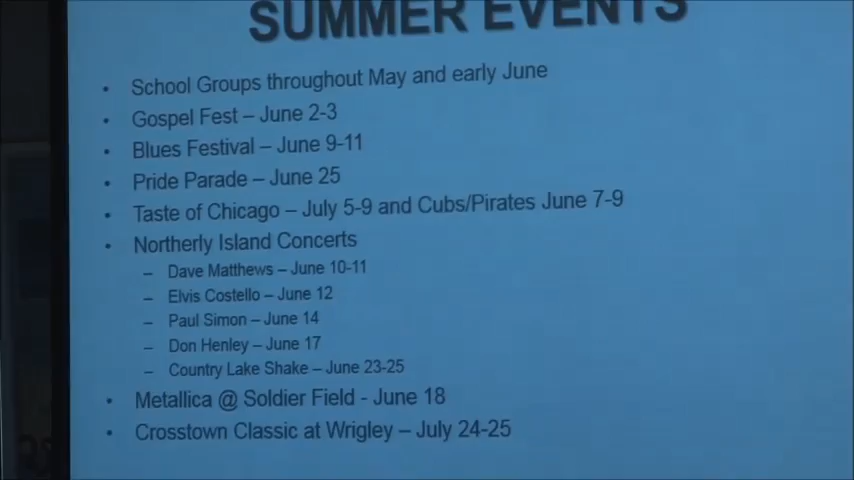 SUMMER EVENTS
• School Groups throughout May and early June
• Gospel Fest – June 2-3
• Blues Festival – June 9-11
• Pride Parade – June 25
• Taste of Chicago – July 5-9 and Cubs/Pirates June 7-9
• Northerly Island Concerts
– Dave Matthews – June 10-11
– Elvis Costello – June 12
– Paul Simon – June 14
– Don Henley – June 17
– Country Lake Shake – June 23-25
• Metallica @ Soldier Field - June 18
• Crosstown Classic at Wrigley – July 24-25